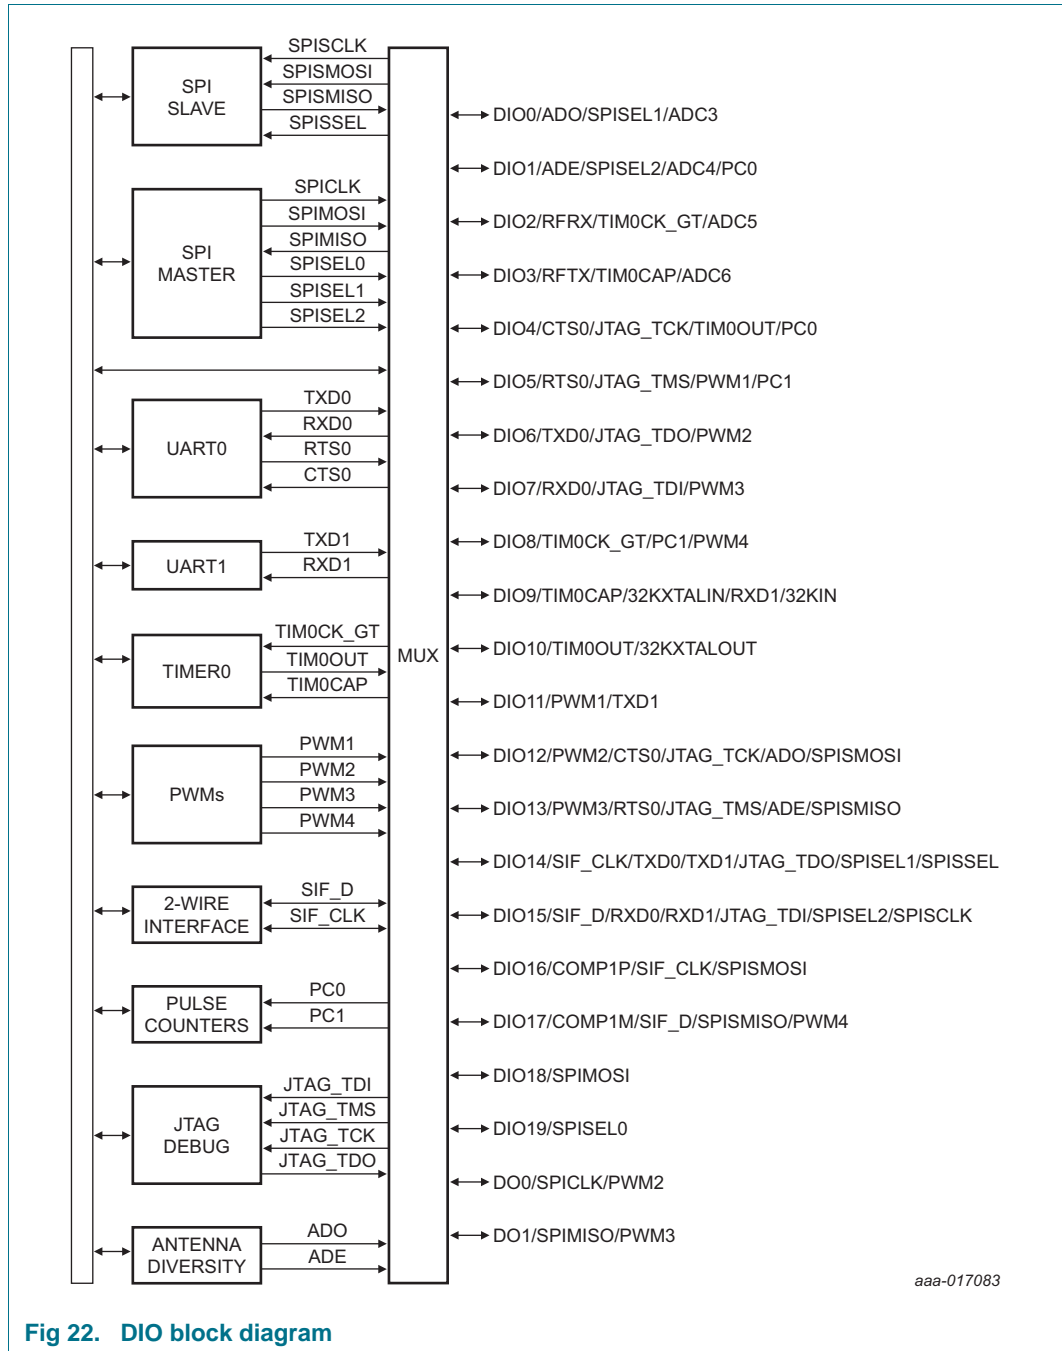 SPI
SLAVE
SPISCLK
SPISMOSI
SPISMISO
SPISSEL
SPI
MASTER
SPICLK
SPIMOSI
SPIMISO
SPISEL0
SPISEL1
SPISEL2
UART0
TXD0
RXD0
RTS0
CTS0
UART1
TXD1
RXD1
TIMER0
TIM0CK_GT
TIM0OUT
TIM0CAP
PWMs
PWM1
PWM2
PWM3
PWM4
2-WIRE
INTERFACE
SIF_D
SIF_CLK
PULSE
COUNTERS
PC0
PC1
JTAG
DEBUG
JTAG_TDI
JTAG_TMS
JTAG_TCK
JTAG_TDO
ANTENNA
DIVERSITY
ADO
ADE
MUX
DIO0/ADO/SPISEL1/ADC3
DIO1/ADE/SPISEL2/ADC4/PC0
DIO2/RFRX/TIM0CK_GT/ADC5
DIO3/RFTX/TIM0CAP/ADC6
DIO4/CTS0/JTAG_TCK/TIM0OUT/PC0
DIO5/RTS0/JTAG_TMS/PWM1/PC1
DIO6/TXD0/JTAG_TDO/PWM2
DIO7/RXD0/JTAG_TDI/PWM3
DIO8/TIM0CK_GT/PC1/PWM4
DIO9/TIM0CAP/32KXTALIN/RXD1/32KIN
DIO10/TIM0OUT/32KXTALOUT
DIO11/PWM1/TXD1
DIO12/PWM2/CTS0/JTAG_TCK/ADO/SPISMOSI
DIO13/PWM3/RTS0/JTAG_TMS/ADE/SPISMISO
DIO14/SIF_CLK/TXD0/TXD1/JTAG_TDO/SPISEL1/SPISSEL
DIO15/SIF_D/RXD0/RXD1/JTAG_TDI/SPISEL2/SPISCLK
DIO16/COMP1P/SIF_CLK/SPISMOSI
DIO17/COMP1M/SIF_D/SPISMISO/PWM4
DIO18/SPIMOSI
DIO19/SPISEL0
DO0/SPICLK/PWM2
DO1/SPIMISO/PWM3
aaa-017083
Fig 22. DIO block diagram